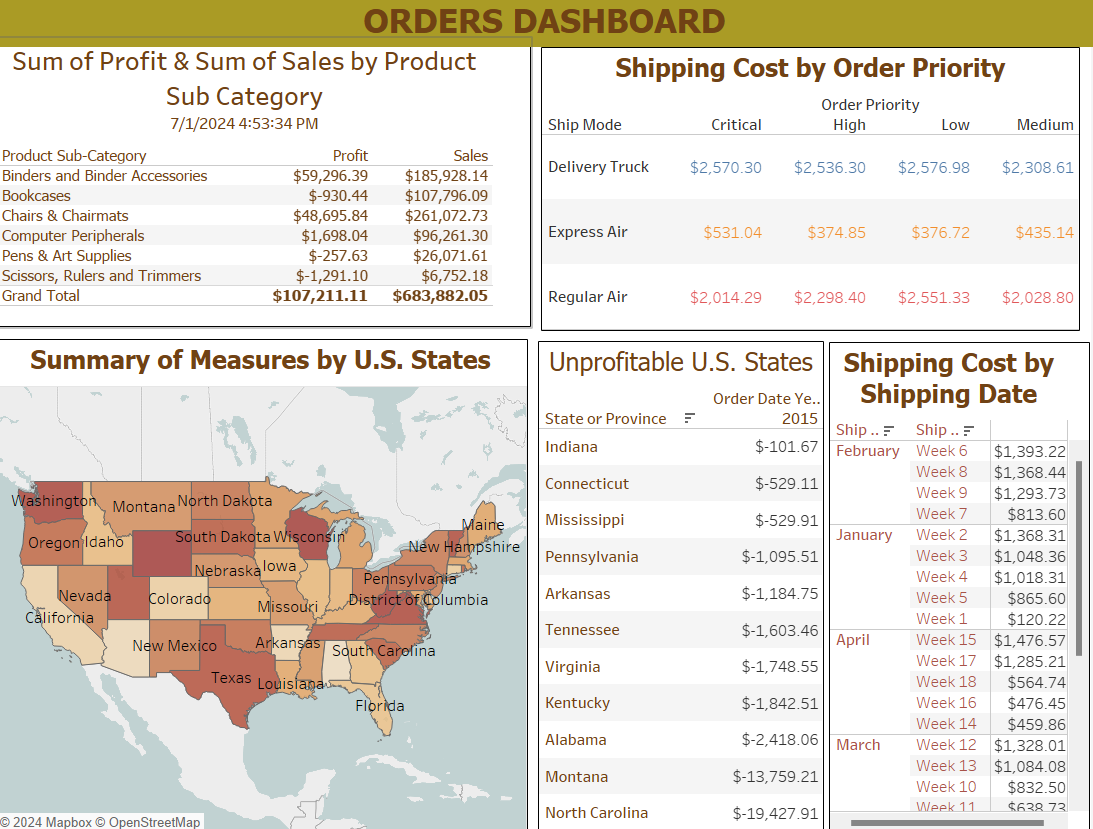 ORDERS DASHBOARD
Sum of Profit & Sum of Sales by Product
Sub Category
7/1/2024 4:53:34 PM
Product Sub-Category Profit Sales
Binders and Binder Accessories $59,296.39 $185,928.14
Bookcases $-930.44 $107,796.09
Chairs & Chairmats $48,695.84 $261,072.73
Computer Peripherals $1,698.04 $96,261.30
Pens & Art Supplies $-257.63 $26,071.61
Scissors, Rulers and Trimmers $-1,291.10 $6,752.18
Grand Total $107,211.11 $683,882.05
Shipping Cost by Order Priority
Order Priority
Ship Mode Critical High Low Medium
Delivery Truck $2,570.30 $2,536.30 $2,576.98 $2,308.61
Express Air $531.04 $374.85 $376.72 $435.14
Regular Air $2,014.29 $2,298.40 $2,551.33 $2,028.80
Summary of Measures by U.S. States
Washington Montana North Dakota
Maine
Oregon Idaho South Dakota Wisconsin
New Hampshire
Nebraska Iowa
Pennsylvania
Nevada Colorado Missouri District of Columbia
California
New Mexico Arkansas South Carolina
Texas Louisiana
Florida
© 2024 Mapbox © OpenStreetMap
Unprofitable U.S. States
Order Date Ye..
State or Province 2015
Indiana $-101.67
Connecticut $-529.11
Mississippi $-529.91
Pennsylvania $-1,095.51
Arkansas $-1,184.75
Tennessee $-1,603.46
Virginia $-1,748.55
Kentucky $-1,842.51
Alabama $-2,418.06
Montana $-13,759.21
North Carolina $-19,427.91
Shipping Cost by
Shipping Date
Ship .. Ship ..
February Week 6 $1,393.22
Week 8 $1,368.44
Week 9 $1,293.73
Week 7 $813.60
January Week 2 $1,368.31
Week 3 $1,048.36
Week 4 $1,018.31
Week 5 $865.60
Week 1 $120.22
April Week 15 $1,476.57
Week 17 $1,285.21
Week 18 $564.74
Week 16 $476.45
Week 14 $459.86
March Week 12 $1,328.01
Week 13 $1,084.08
Week 10 $832.50
Week 11 $638.73